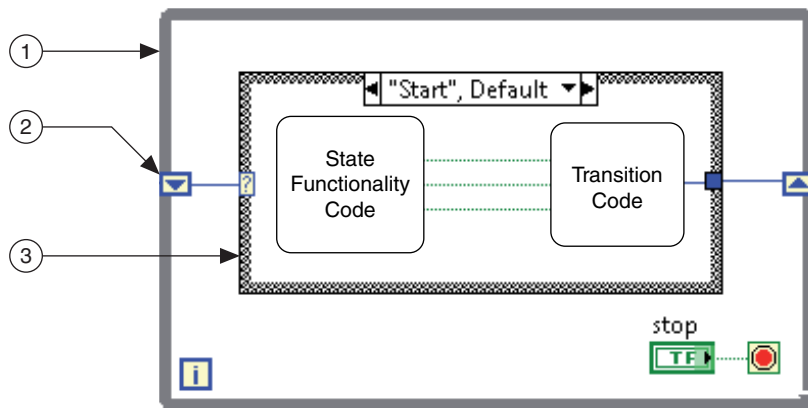 1
"Start", Default
2
State
Functionality
Code
Transition
Code
?
3
stop
TF
i